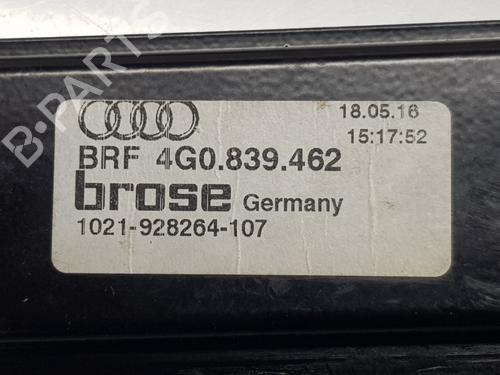 B-PARTS
18.05.16
15:17:52
BRF 4G0.839.462
brose Germany
1021-928264-107